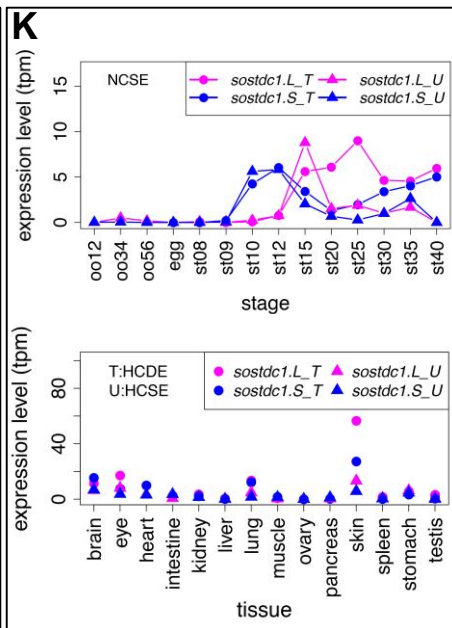 K
expression level (tpm)
15
10
5
0
NCSE
sostdc1.L_T
sostdc1.L_U
sostdc1.S_T
sostdc1.S_U
oo12
oo34
oo56
egg
st08
st09
st10
st12
st15
st20
st25
st30
st35
st40
stage
expression level (tpm)
80
40
0
T:HCDE
U:HCSE
sostdc1.L_T
sostdc1.L_U
sostdc1.S_T
sostdc1.S_U
brain
eye
heart
intestine
kidney
liver
lung
muscle
ovary
pancreas
skin
spleen
stomach
testis
tissue